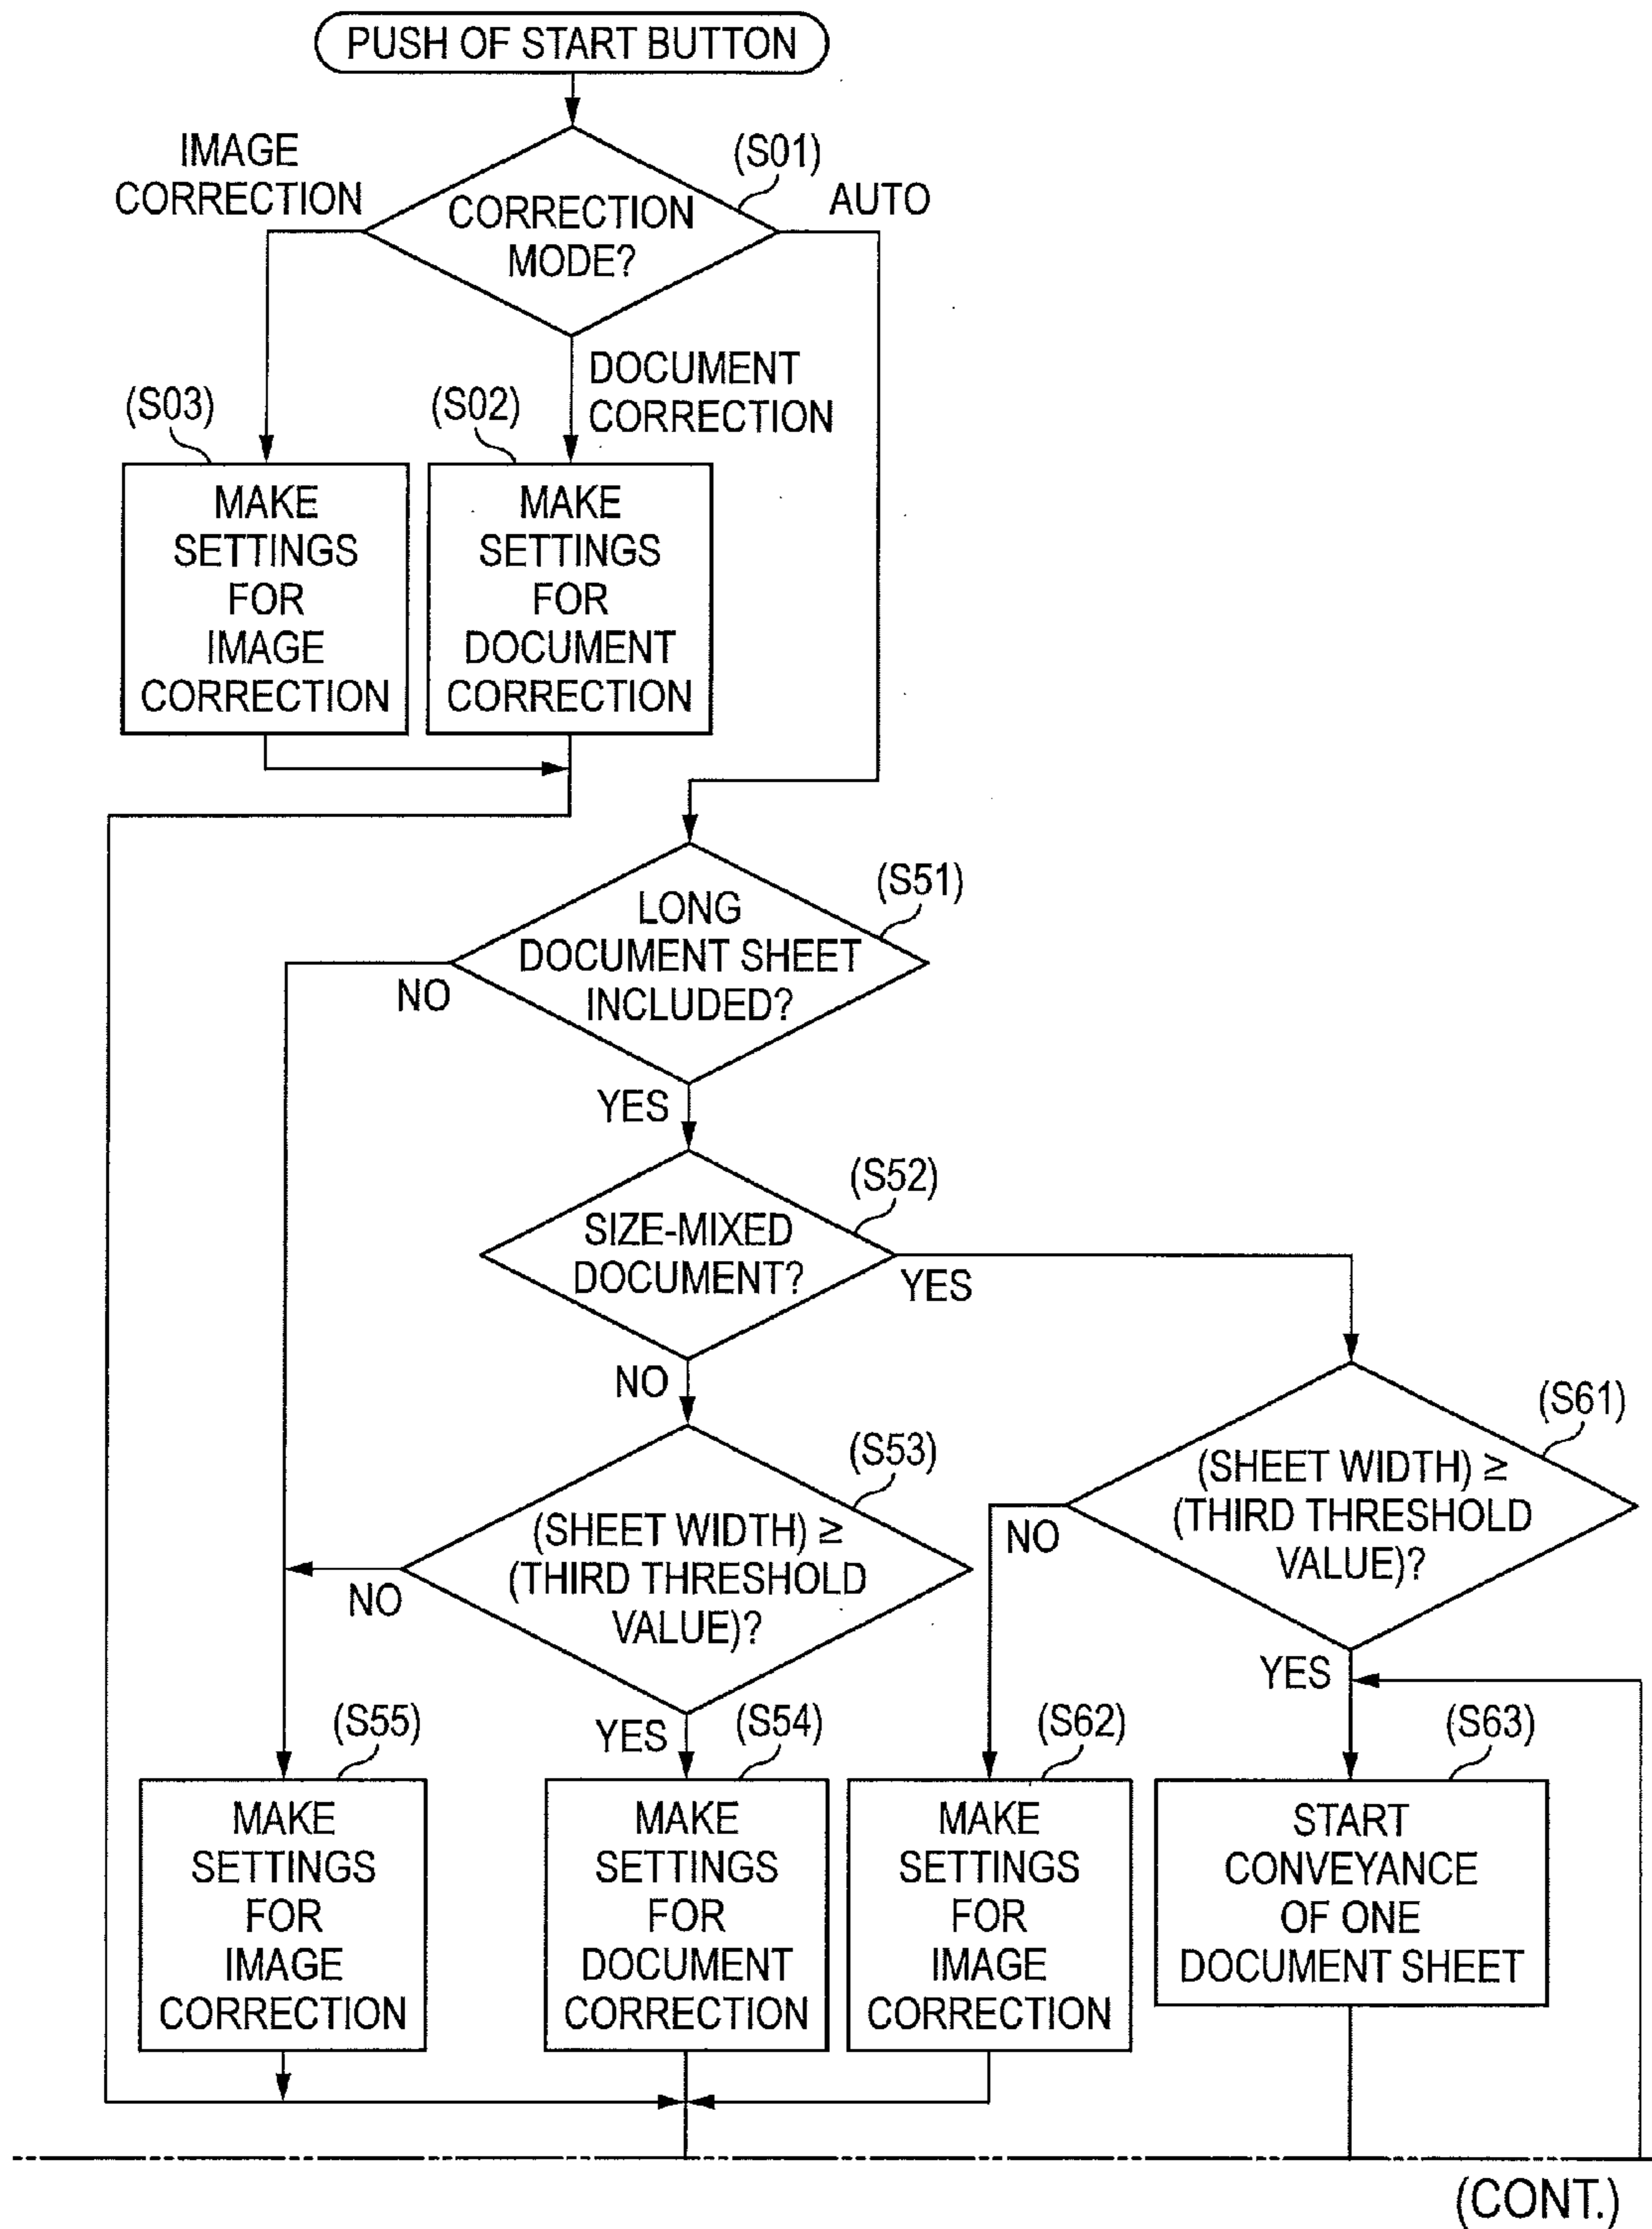 PUSH OF START BUTTON
IMAGE
CORRECTION
(S01)
AUTO
CORRECTION
MODE?
DOCUMENT
CORRECTION
(S03)
(S02)
MAKE
SETTINGS
FOR
IMAGE
CORRECTION
MAKE
SETTINGS
FOR
DOCUMENT
CORRECTION
(S51)
LONG
DOCUMENT SHEET
INCLUDED?
NO
YES
(S52)
SIZE-MIXED
DOCUMENT?
YES
NO
(S61)
(SHEET WIDTH) ≥
(THIRD THRESHOLD
VALUE)?
NO
YES
(S53)
(SHEET WIDTH) ≥
(THIRD THRESHOLD
VALUE)?
NO
YES
(S55)
(S54)
(S62)
(S63)
MAKE
SETTINGS
FOR
IMAGE
CORRECTION
MAKE
SETTINGS
FOR
DOCUMENT
CORRECTION
MAKE
SETTINGS
FOR
IMAGE
CORRECTION
START
CONVEYANCE
OF ONE
DOCUMENT SHEET
(CONT.)